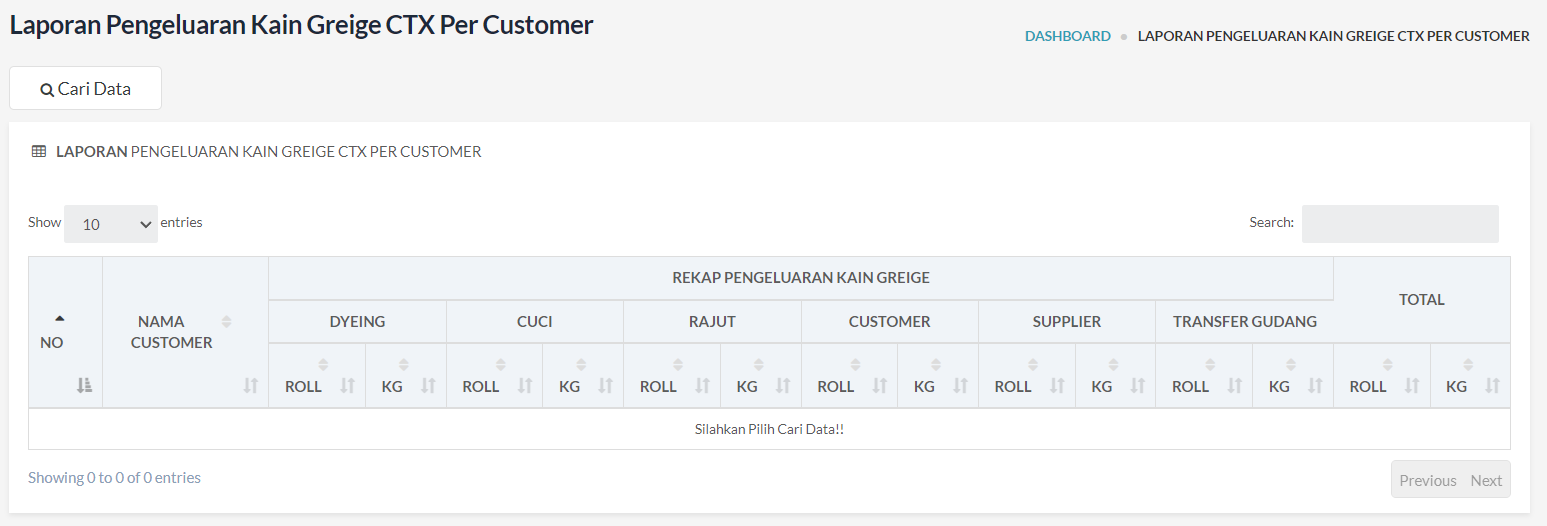 Laporan Pengeluaran Kain Greige CTX Per Customer
DASHBOARD ● LAPORAN PENGELUARAN KAIN GREIGE CTX PER CUSTOMER
Cari Data
LAPORAN PENGELUARAN KAIN GREIGE CTX PER CUSTOMER
Show 10 entries
Search:
REKAP PENGELUARAN KAIN GREIGE
TOTAL
NO
NAMA
CUSTOMER
DYEING CUCI RAJUT CUSTOMER SUPPLIER TRANSFER GUDANG
ROLL KG ROLL KG ROLL KG ROLL KG ROLL KG ROLL KG ROLL KG
Silahkan Pilih Cari Data!!
Showing 0 to 0 of 0 entries
Previous Next